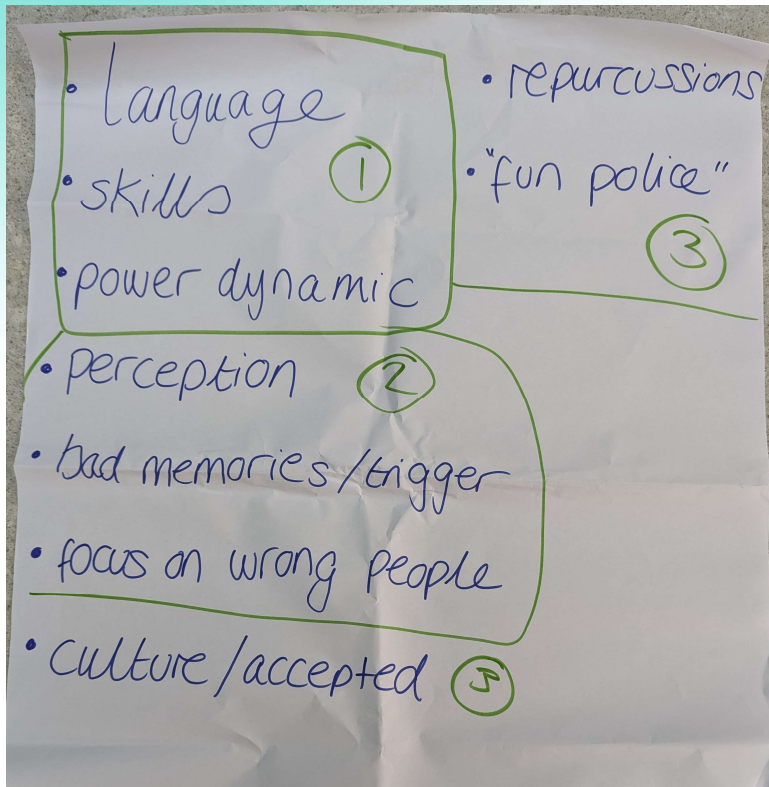 • Language
• skills
①
• power dynamic
• perception
②
• bad memories/trigger
• focus on wrong people
• culture/accepted
③
• repurcussions
• "fun police"
③